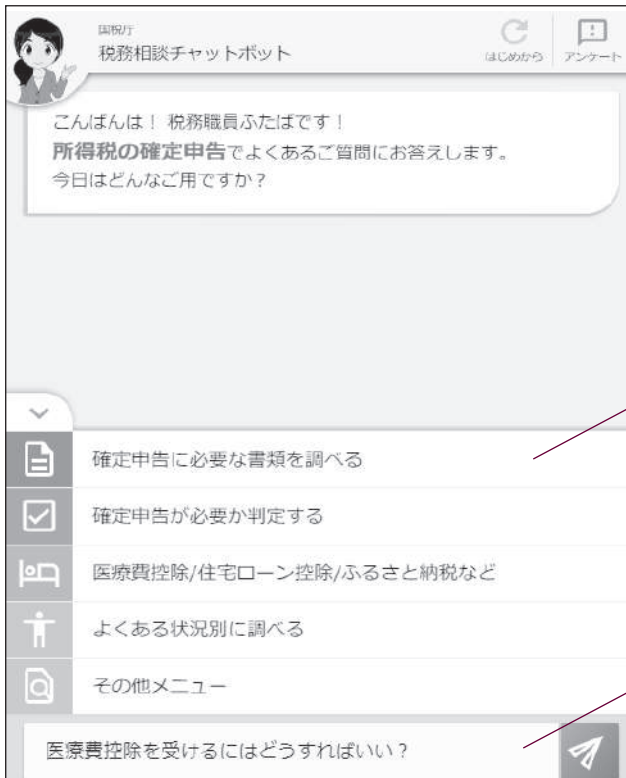 国税庁
税務相談チャットボット
はじめから
アンケート
こんばんは！ 税務職員ふたばです！
所得税の確定申告でよくあるご質問にお答えします。
今日はどんなご用ですか？
確定申告に必要な書類を調べる
確定申告が必要か判定する
医療費控除/住宅ローン控除/ふるさと納税など
よくある状況別に調べる
その他メニュー
医療費控除を受けるにはどうすればいい？